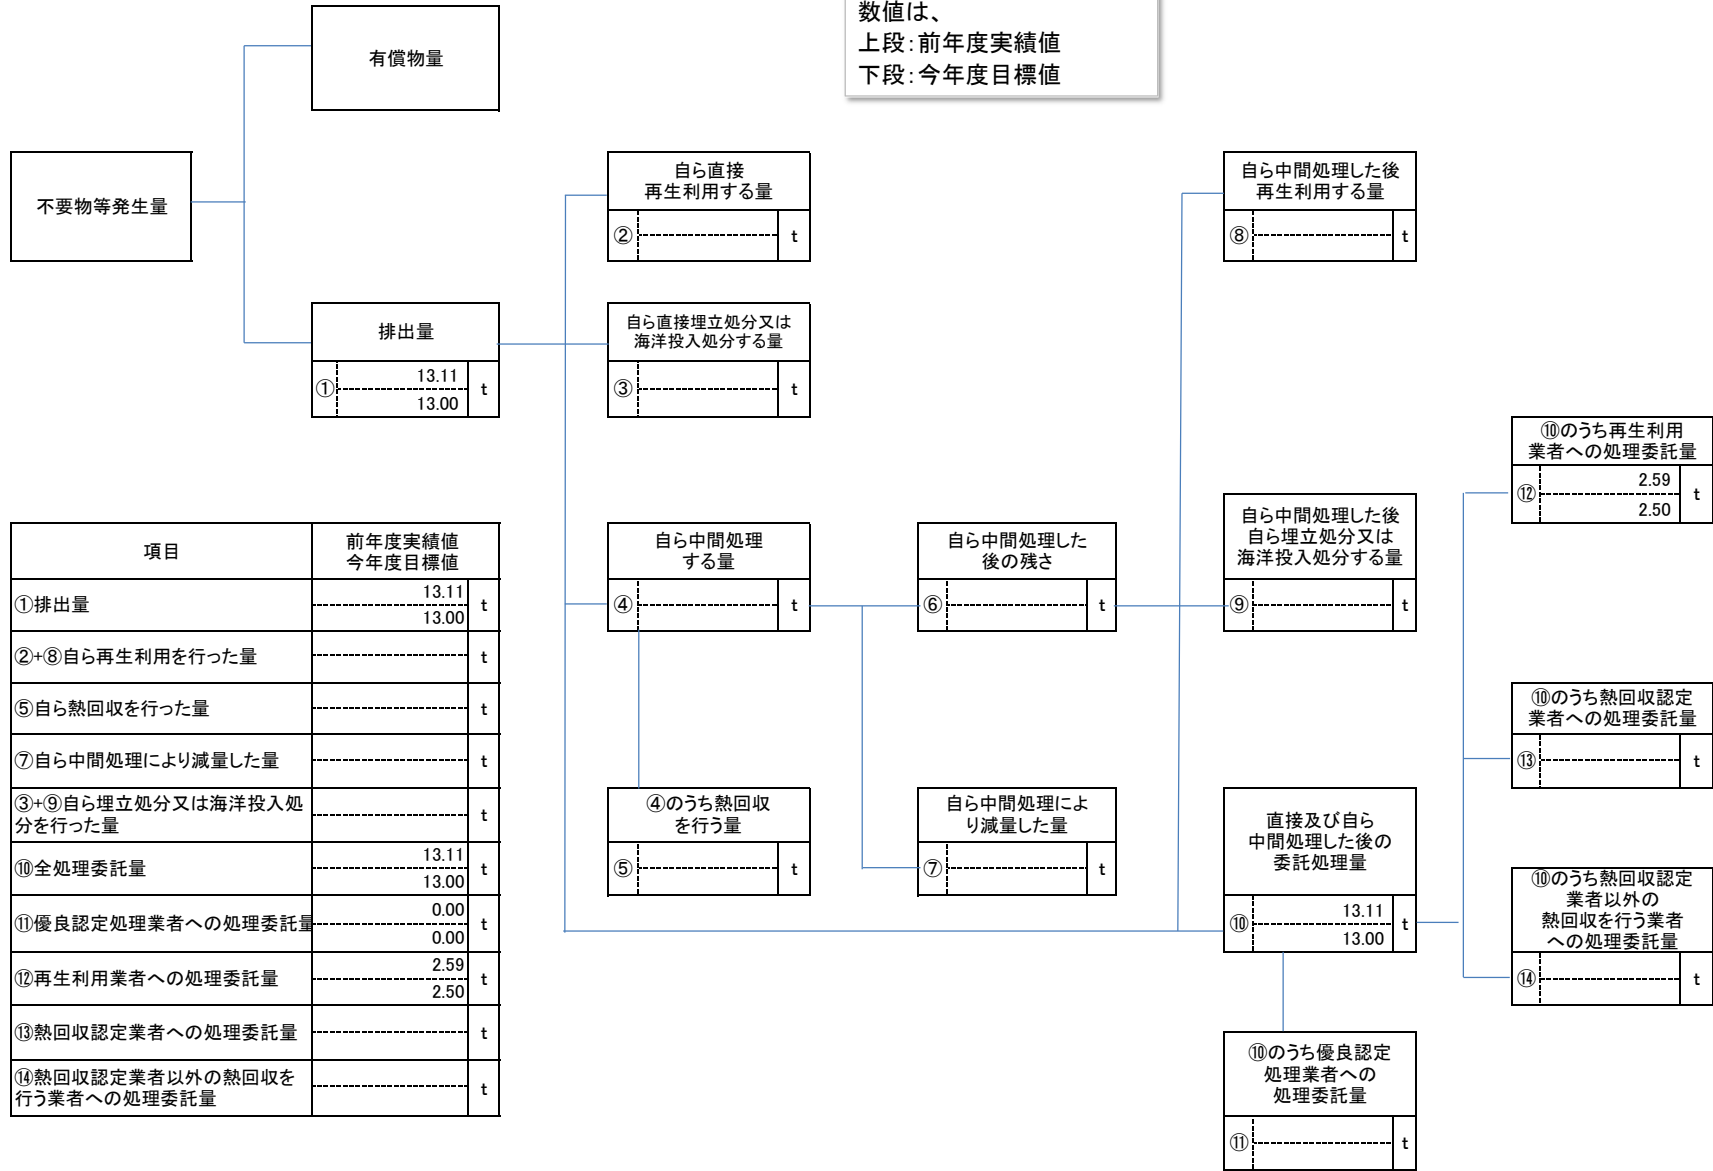 数値は、
上段：前年度実績値
下段：今年度目標値
有償物量
不要物等発生量
自ら直接
再生利用する量
② t
自ら中間処理した後
再生利用する量
⑧ t
排出量
① 13.11 t
13.00
自ら直接埋立処分又は
海洋投入処分する量
③ t
⑩のうち再生利用
業者への処理委託量
⑫ 2.59 t
2.50
自ら中間処理
する量
④ t
自ら中間処理した
後の残さ
⑥ t
自ら中間処理した後
自ら埋立処分又は
海洋投入処分する量
⑨ t
⑩のうち熱回収認定
業者への処理委託量
⑬ t
④のうち熱回収
を行う量
⑤ t
自ら中間処理によ
り減量した量
⑦ t
直接及び自ら
中間処理した後の
委託処理量
⑩ 13.11 t
13.00
⑩のうち熱回収認定
業者以外の
熱回収を行う業者
への処理委託量
⑭ t
⑩のうち優良認定
処理業者への
処理委託量
⑪ t
項目 前年度実績値
今年度目標値
①排出量 13.11 t
13.00
②+⑧自ら再生利用を行った量 t
⑤自ら熱回収を行った量 t
⑦自ら中間処理により減量した量 t
③+⑨自ら埋立処分又は海洋投入処
分を行った量 t
⑩全処理委託量 13.11 t
13.00
⑪優良認定処理業者への処理委託量 0.00 t
0.00
⑫再生利用業者への処理委託量 2.59 t
2.50
⑬熱回収認定業者への処理委託量 t
⑭熱回収認定業者以外の熱回収を
行う業者への処理委託量 t